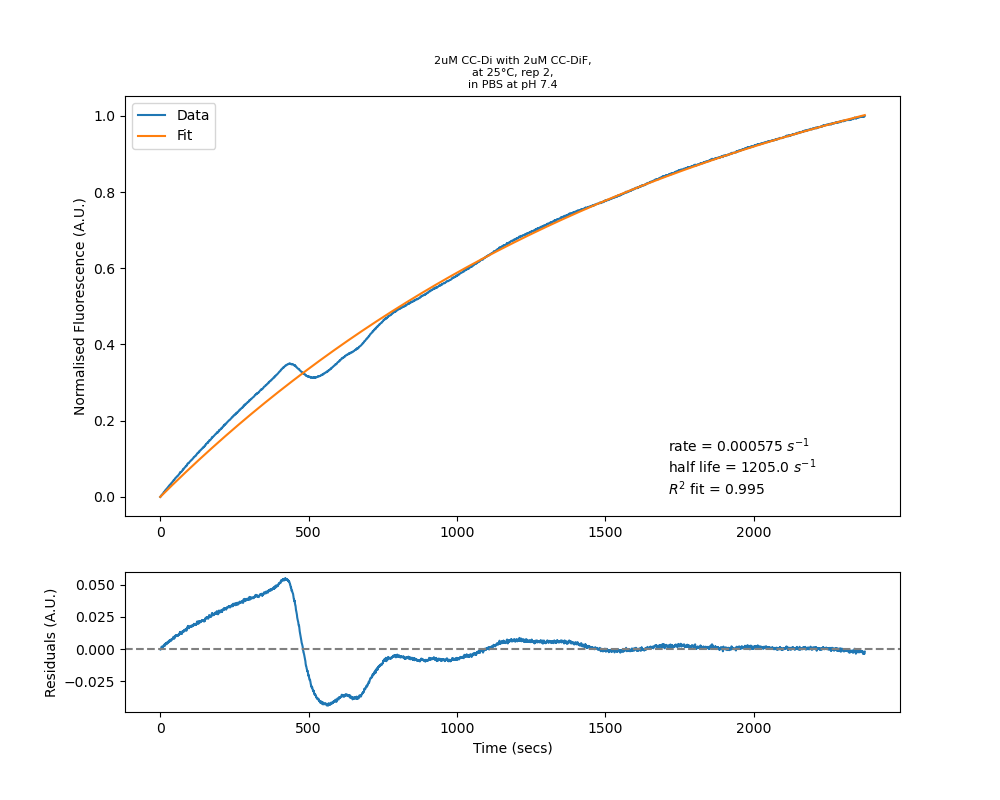 2uM CC-Di with 2uM CC-DiF,
at 25°C, rep 2,
in PBS at pH 7.4
Data
Fit
1.0
0.8
0.6
0.4
0.2
0.0
Normalised Fluorescence (A.U.)
rate = 0.000575 s⁻¹
half life = 1205.0 s⁻¹
R² fit = 0.995
0 500 1000 1500 2000
0.050
0.025
0.000
−0.025
Residuals (A.U.)
0 500 1000 1500 2000
Time (secs)